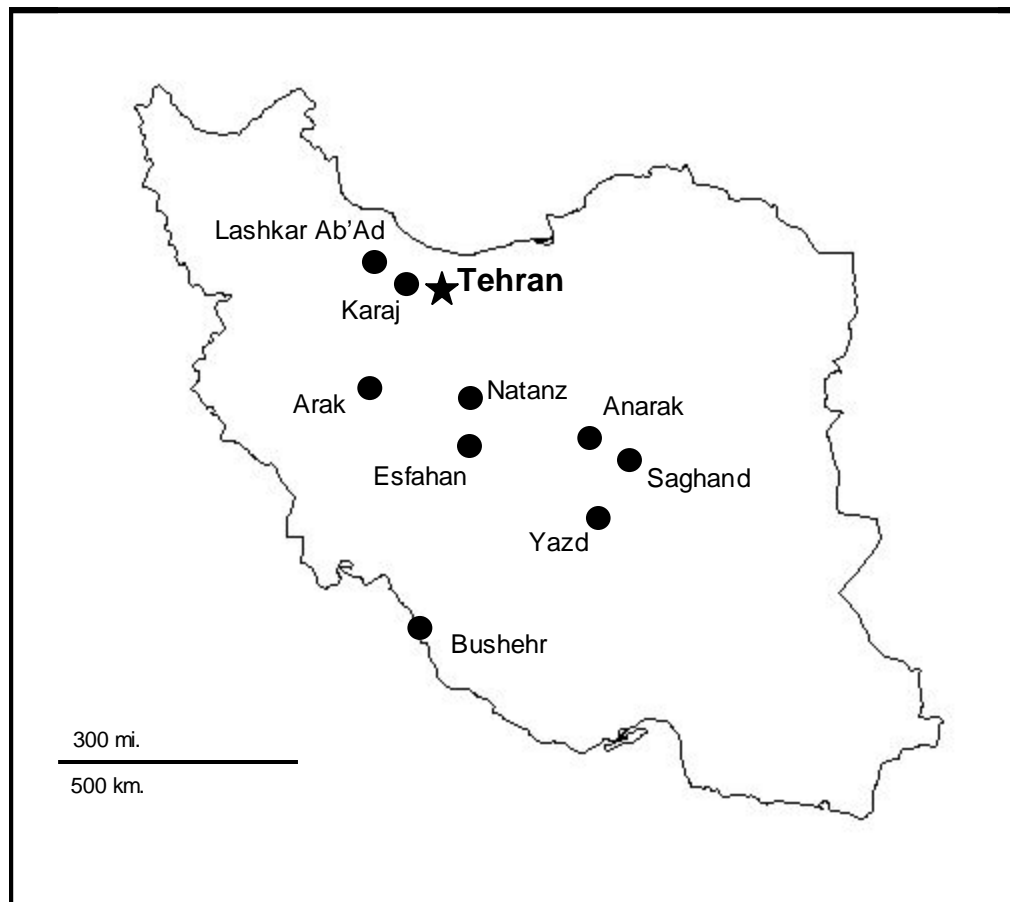 Lashkar Ab’Ad
Tehran
Karaj
Natanz
Arak
Anarak
Esfahan
Saghand
Yazd
Bushehr
300 mi.
500 km.